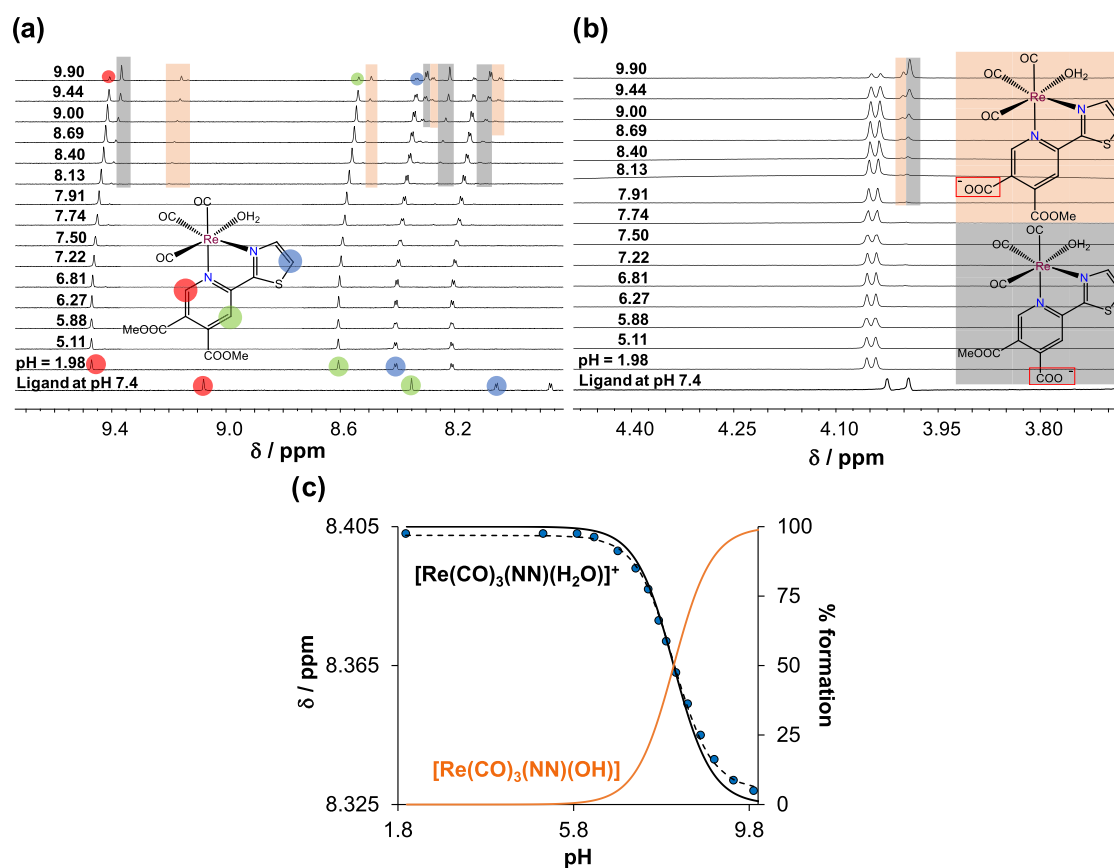 (a)
9.90
9.44
9.00
8.69
8.40
8.13
7.91
7.74
7.50
7.22
6.81
6.27
5.88
5.11
pH = 1.98
Ligand at pH 7.4
OC
OC
OH2
Re
OC
N
N
S
MeOOC
COOMe
9.4 9.0 8.6 8.2
δ / ppm
(b)
9.90
9.44
9.00
8.69
8.40
8.13
7.91
7.74
7.50
7.22
6.81
6.27
5.88
5.11
pH = 1.98
Ligand at pH 7.4
CO
OC
OH2
Re
OC
N
N
S
-OOC
COOMe
CO
OC
OH2
Re
OC
N
N
S
MeOOC
COO-
4.40 4.25 4.10 3.95 3.80
δ / ppm
(c)
8.405
8.365
8.325
δ / ppm
[Re(CO)3(NN)(H2O)]+
[Re(CO)3(NN)(OH)]
100
75
50
25
0
% formation
1.8 5.8 9.8
pH